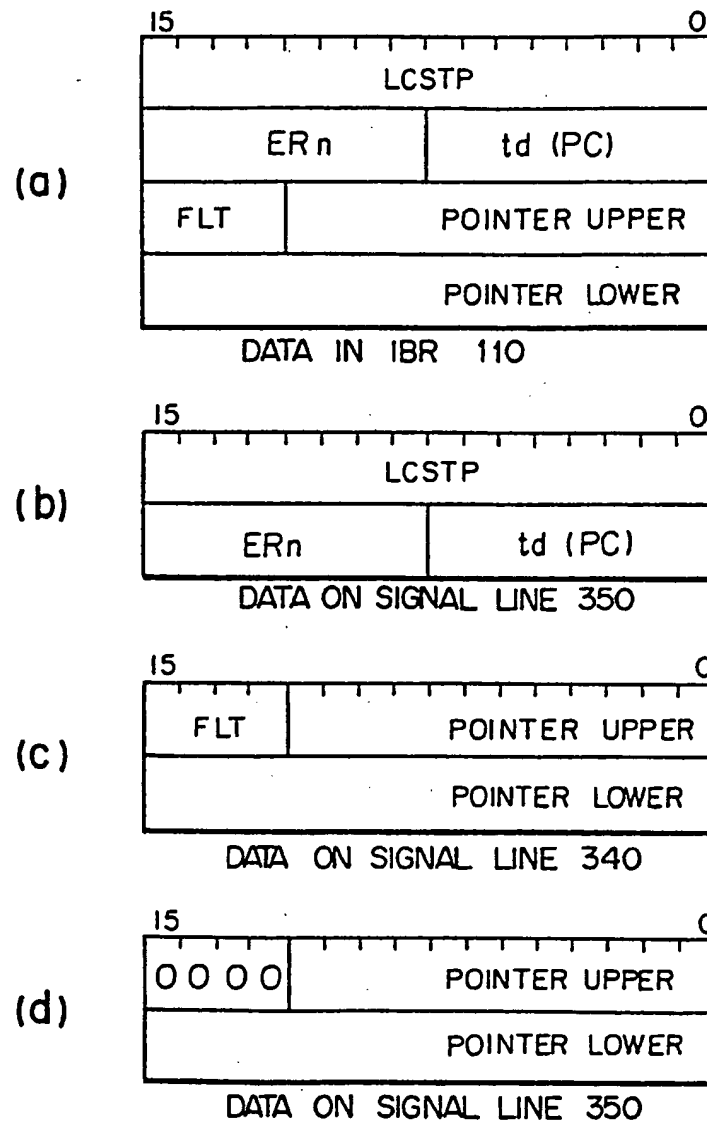 15 0
LCSTP
(a)
ERn td (PC)
FLT POINTER UPPER
POINTER LOWER
DATA IN IBR 110
15 0
(b)
LCSTP
ERn td (PC)
DATA ON SIGNAL LINE 350
15 0
(c)
FLT POINTER UPPER
POINTER LOWER
DATA ON SIGNAL LINE 340
15 0
(d)
0 0 0 0 POINTER UPPER
POINTER LOWER
DATA ON SIGNAL LINE 350